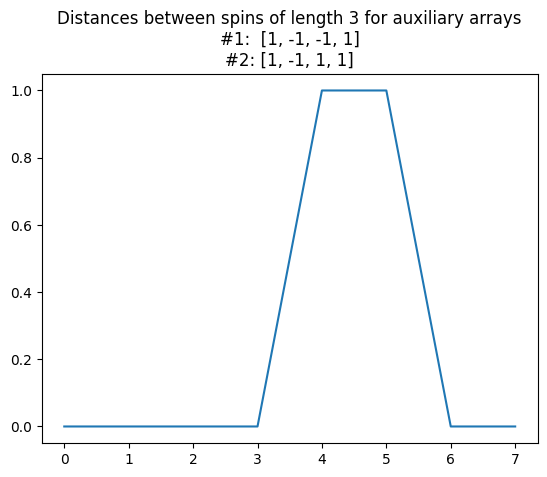 Distances between spins of length 3 for auxiliary arrays
#1:  [1, -1, -1, 1]
#2: [1, -1, 1, 1]
1.0
0.8
0.6
0.4
0.2
0.0
0 1 2 3 4 5 6 7